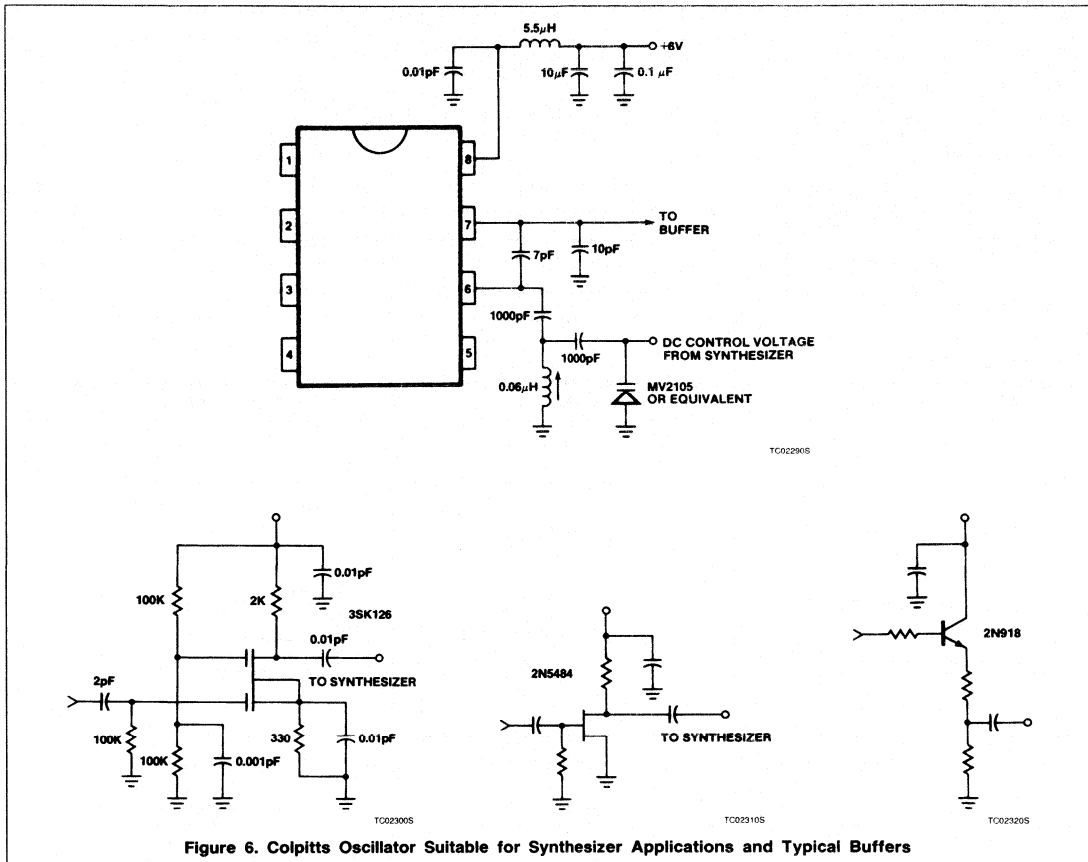 5.5μH
+6V
0.01pF
10μF
0.1 μF
1
8
2
7
TO
BUFFER
7pF
10pF
3
6
1000pF
4
5
1000pF
DC CONTROL VOLTAGE
FROM SYNTHESIZER
0.06μH
MV2105
OR EQUIVALENT
TC02290S
0.01pF
100K
2K
3SK126
0.01pF
TO SYNTHESIZER
2pF
100K
100K
0.001pF
330
0.01pF
TC02300S
2N5484
TO SYNTHESIZER
TC02310S
2N918
TC02320S
Figure 6. Colpitts Oscillator Suitable for Synthesizer Applications and Typical Buffers